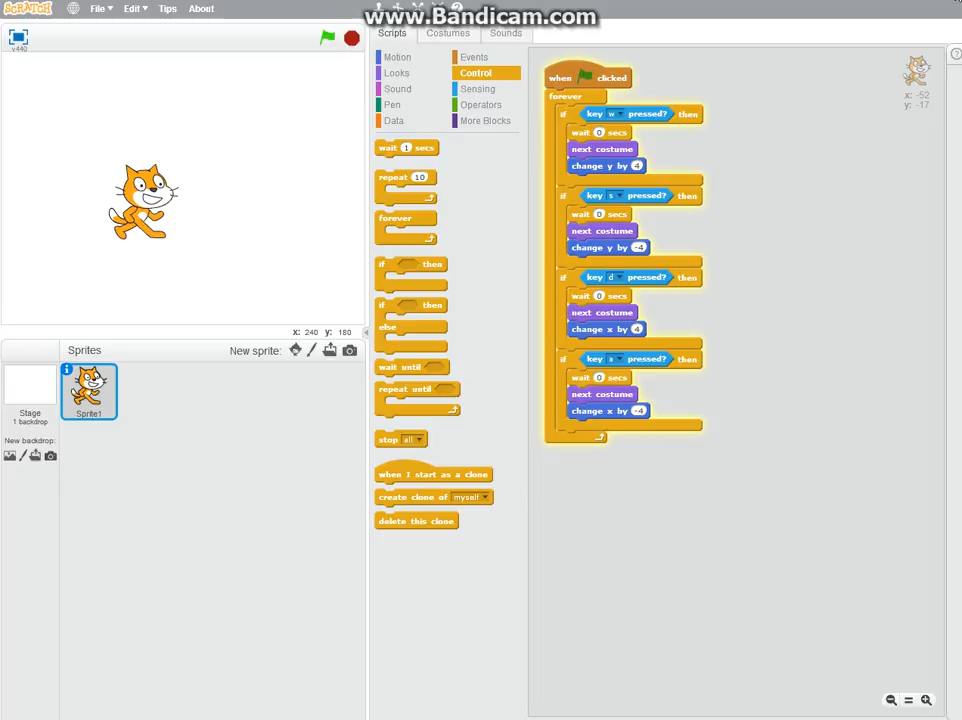 www.Bandicam.com
SCRATCH File Edit Tips About
v440
Scripts Costumes Sounds
Motion Events
Looks Control
Sound Sensing
Pen Operators
Data More Blocks
wait 1 secs
repeat 10
forever
if then
if then
else
wait until
repeat until
stop all
when I start as a clone
create clone of myself
delete this clone
when clicked
forever
if key w pressed? then
wait 0 secs
next costume
change y by 4
if key s pressed? then
wait 0 secs
next costume
change y by -4
if key d pressed? then
wait 0 secs
next costume
change x by 4
if key a pressed? then
wait 0 secs
next costume
change x by -4
x: -52
y: -17
x: 240 y: 180
Sprites New sprite:
Stage
1 backdrop
New backdrop:
Sprite1